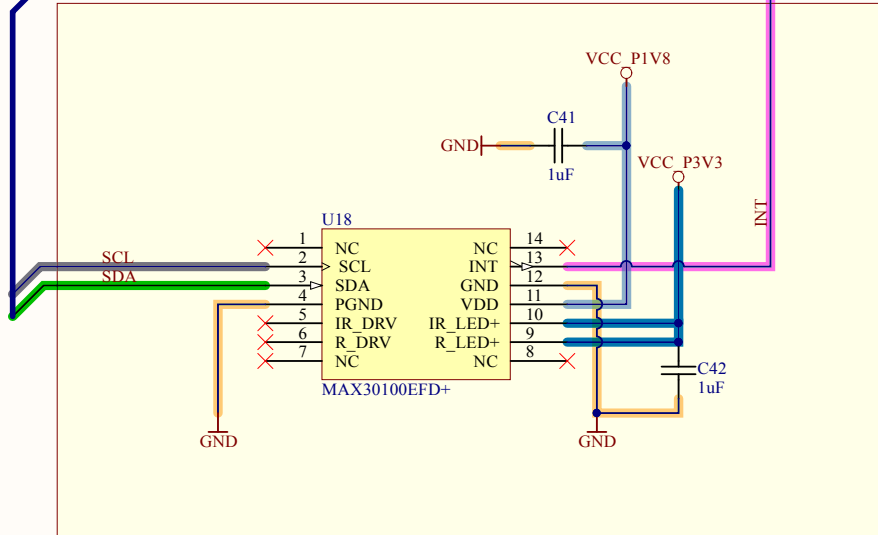 VCC_P1V8
C41
GND
1uF
VCC_P3V3
INT
U18
1 NC NC 14
SCL 2 SCL INT 13
SDA 3 SDA GND 12
4 PGND VDD 11
5 IR_DRV IR_LED+ 10
6 R_DRV R_LED+ 9
7 NC NC 8
MAX30100EFD+
C42
1uF
GND
GND